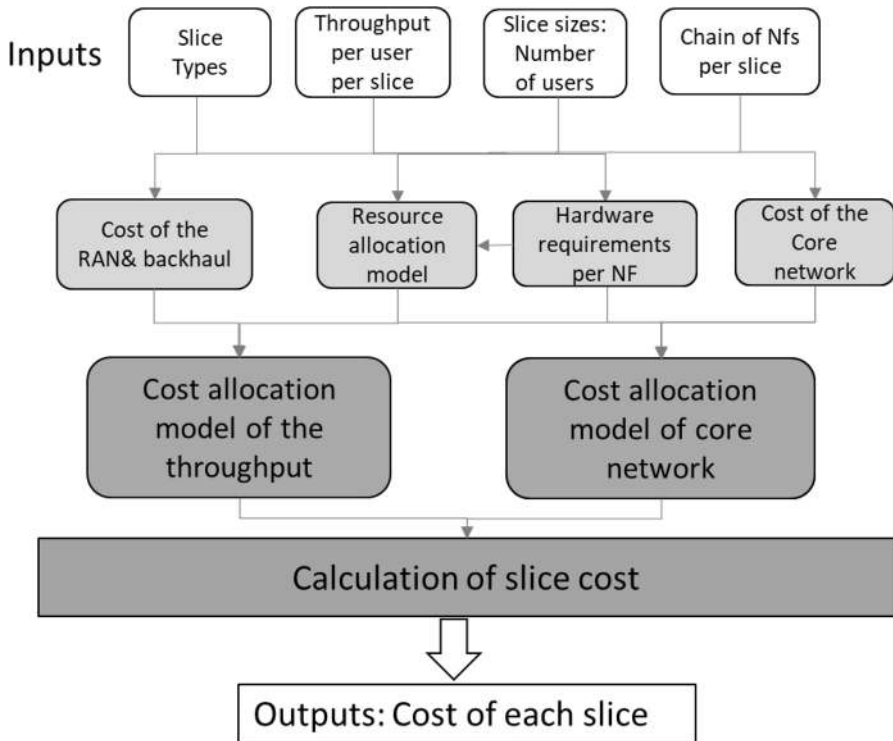 Inputs
Slice
Types
Throughput
per user
per slice
Slice sizes:
Number
of users
Chain of Nfs
per slice
Cost of the
RAN& backhaul
Resource
allocation
model
Hardware
requirements
per NF
Cost of the
Core
network
Cost allocation
model of the
throughput
Cost allocation
model of core
network
Calculation of slice cost
Outputs: Cost of each slice